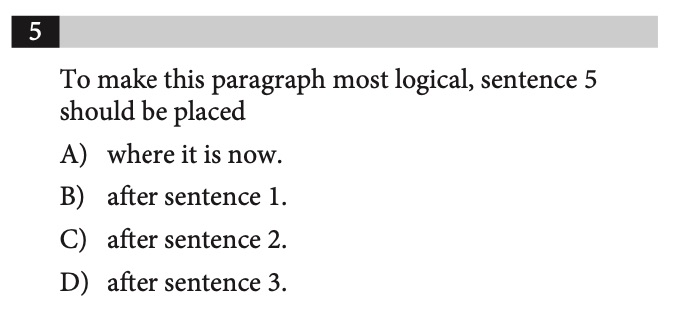 5
To make this paragraph most logical, sentence 5
should be placed
A) where it is now.
B) after sentence 1.
C) after sentence 2.
D) after sentence 3.